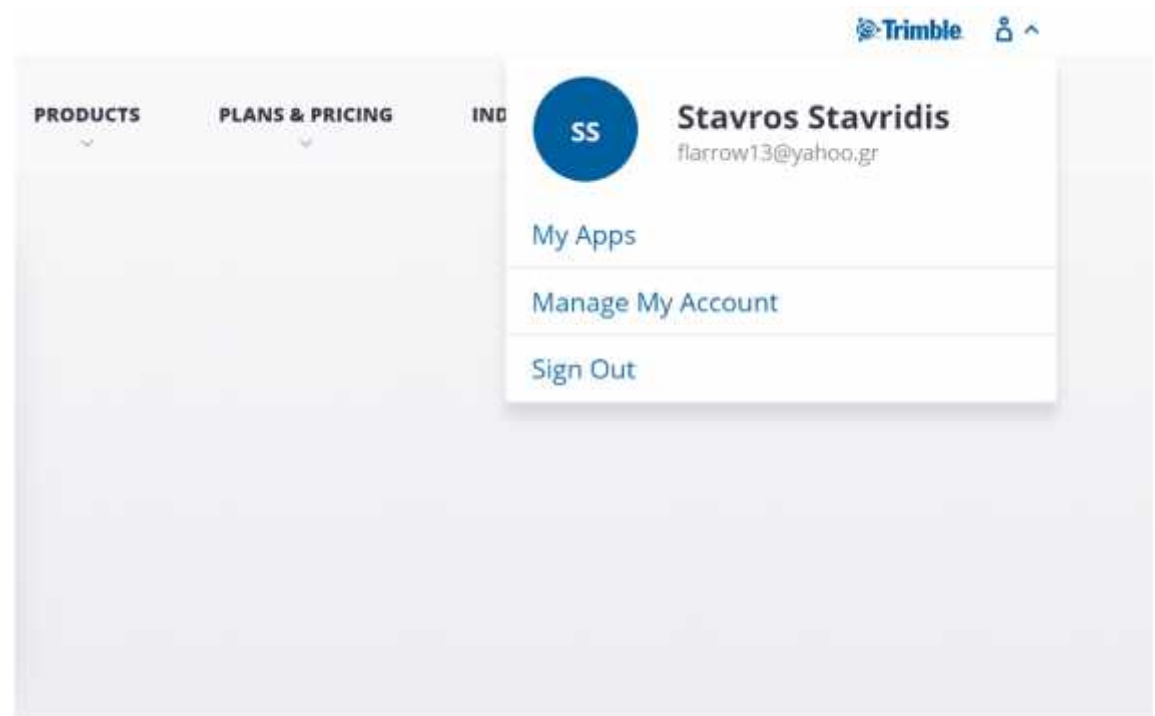 Trimble
PRODUCTS PLANS & PRICING IND
SS
Stavros Stavridis
flarrow13@yahoo.gr
My Apps
Manage My Account
Sign Out